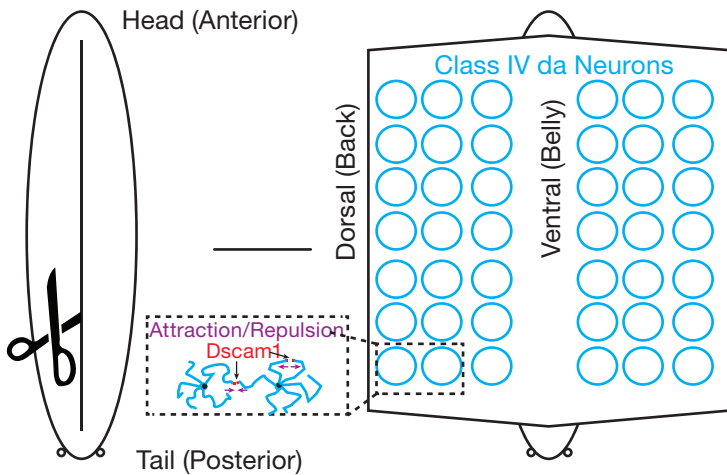 Head (Anterior)
Class IV da Neurons
Dorsal (Back)
Ventral (Belly)
Attraction/Repulsion
Dscam1
Tail (Posterior)